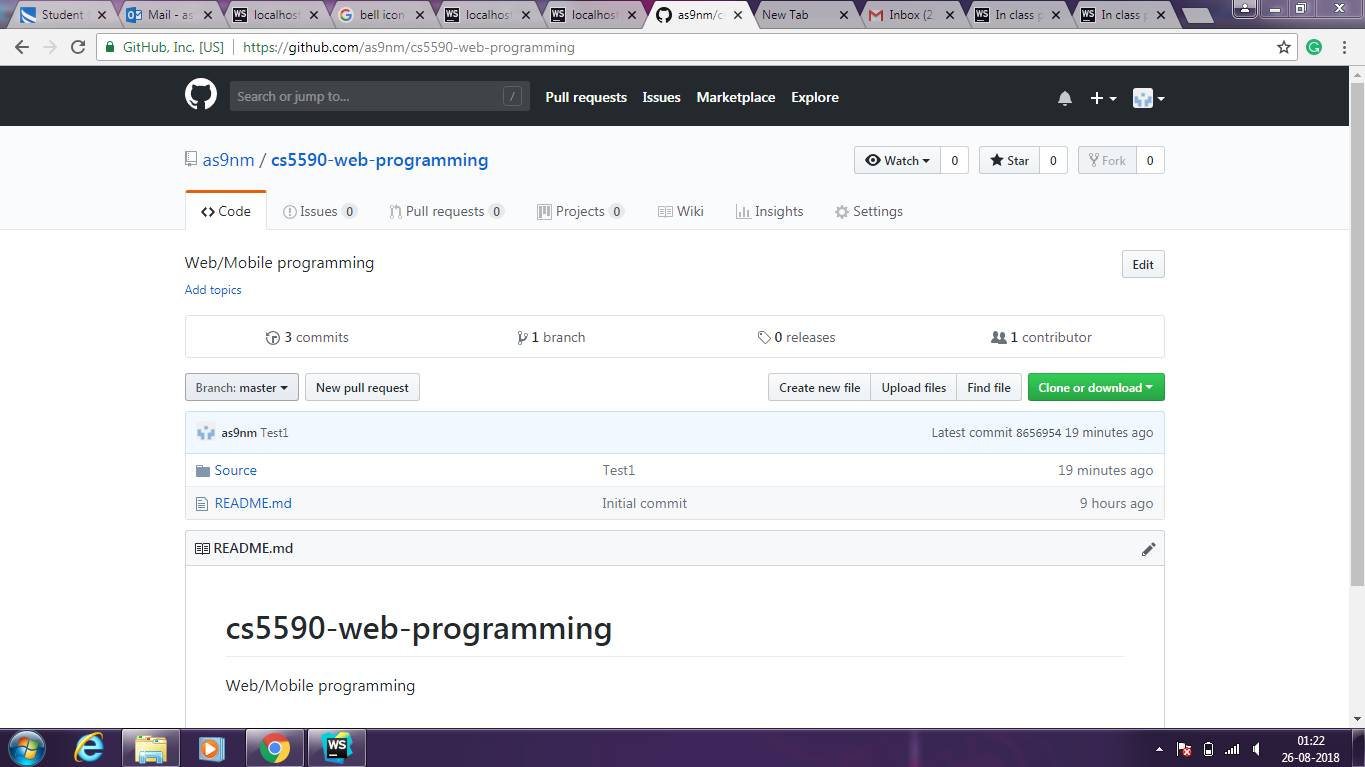 Student
Mail - as
localhost
bell icon
localhost
localhost
as9nm/cs
New Tab
Inbox (2,
In class p
In class p
GitHub, Inc. [US] https://github.com/as9nm/cs5590-web-programming
Search or jump to... / Pull requests Issues Marketplace Explore
as9nm / cs5590-web-programming Watch 0 Star 0 Fork 0
Code Issues 0 Pull requests 0 Projects 0 Wiki Insights Settings
Web/Mobile programming Edit
Add topics
3 commits 1 branch 0 releases 1 contributor
Branch: master New pull request Create new file Upload files Find file Clone or download
as9nm Test1 Latest commit 8656954 19 minutes ago
Source Test1 19 minutes ago
README.md Initial commit 9 hours ago
README.md
cs5590-web-programming
Web/Mobile programming
WS
01:22
26-08-2018